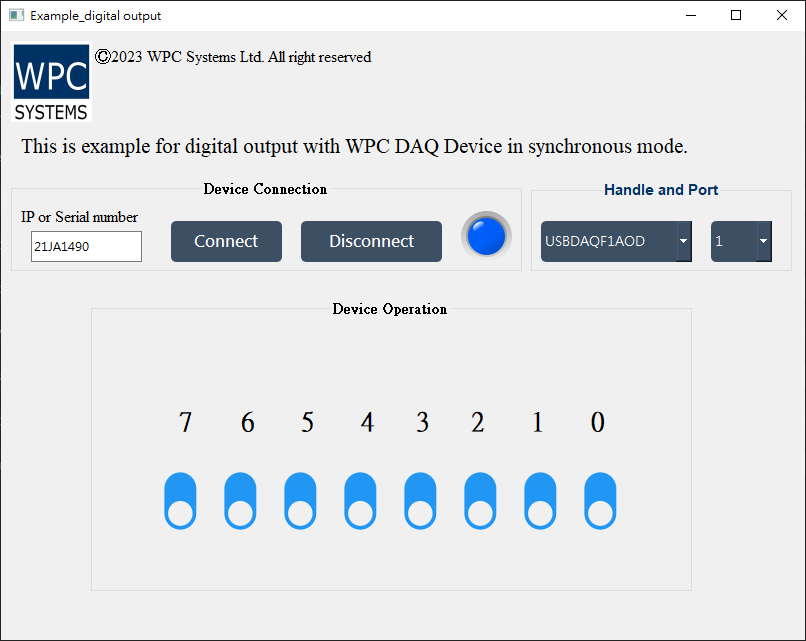 Example_digital output
WPC
SYSTEMS
©2023 WPC Systems Ltd. All right reserved
This is example for digital output with WPC DAQ Device in synchronous mode.
Device Connection
IP or Serial number
21JA1490
Connect
Disconnect
Handle and Port
USBDAQF1AOD
1
Device Operation
7 6 5 4 3 2 1 0